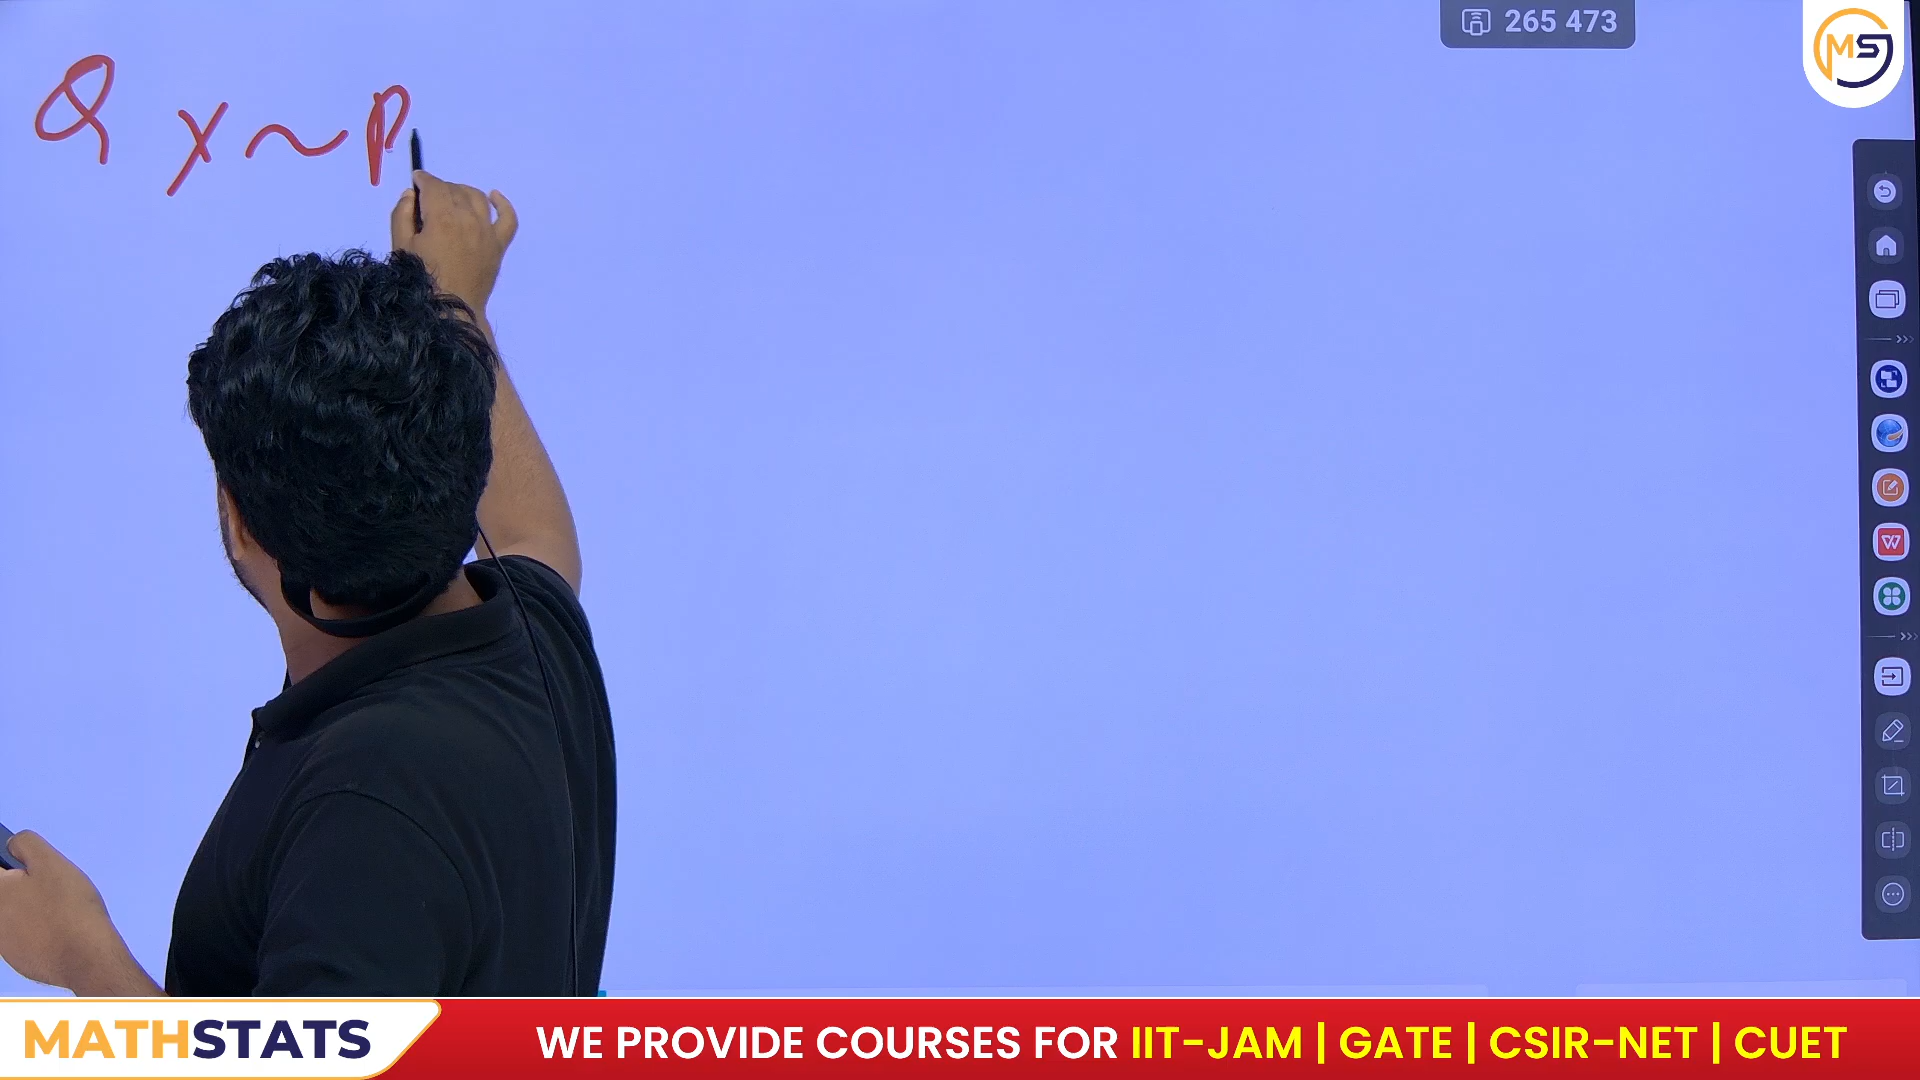 265 473
MS
Q X ~ P
MATHSTATS
WE PROVIDE COURSES FOR IIT-JAM | GATE | CSIR-NET | CUET